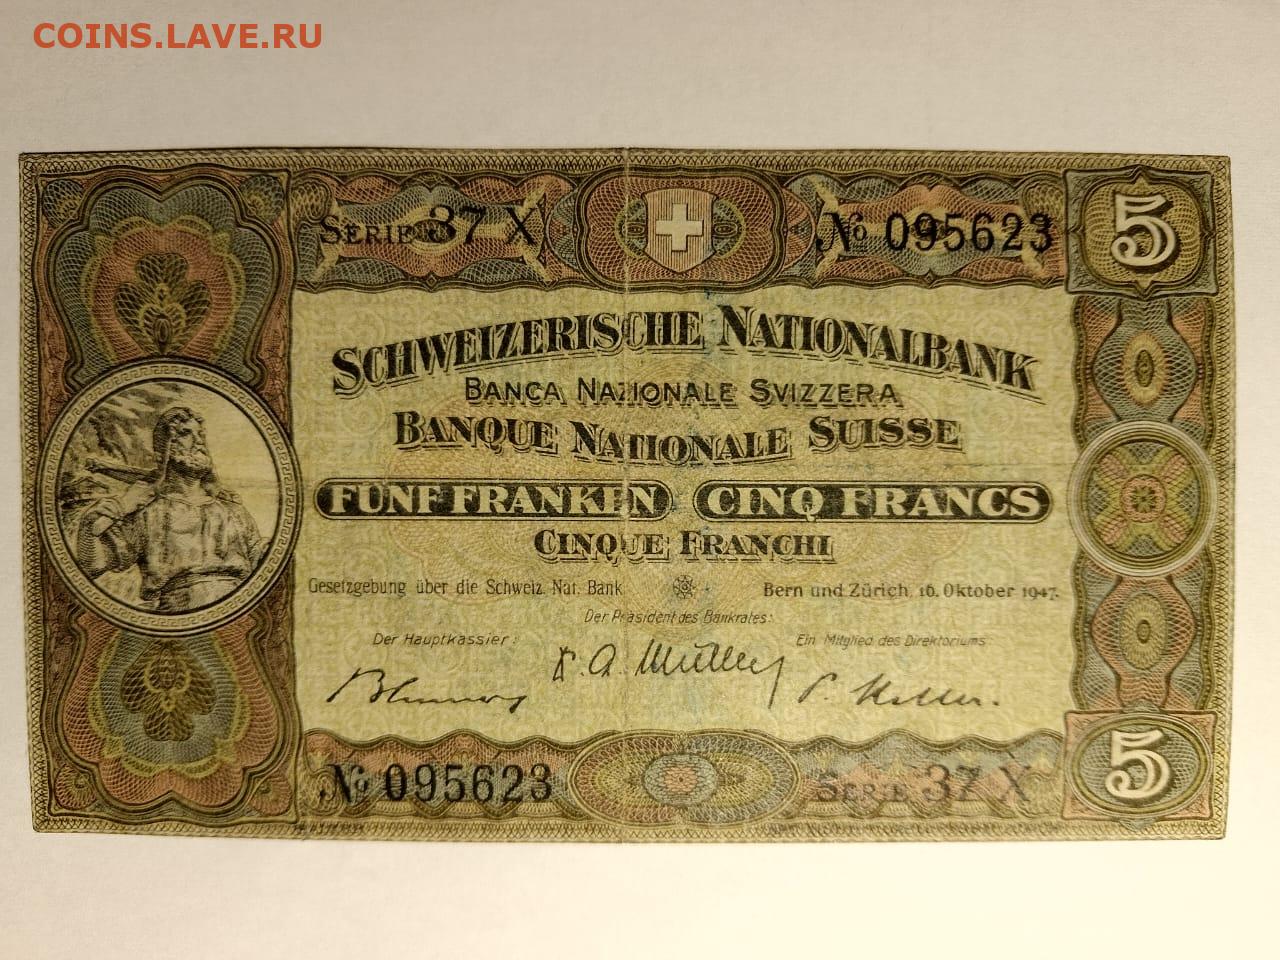 COINS.LAVE.RU
SERIE 37 X
No 095623
5
SCHWEIZERISCHE NATIONALBANK
BANCA NAZIONALE SVIZZERA
BANQUE NATIONALE SUISSE
FÜNF FRANKEN CINQ FRANCS
CINQUE FRANCHI
Gesetzgebung über die Schweiz. Nat. Bank
Bern und Zürich, 16. Oktober 1947.
Der Präsident des Bankrates:
Der Hauptkassier:
Ein Mitglied des Direktoriums
No 095623
SERIE 37 X
5